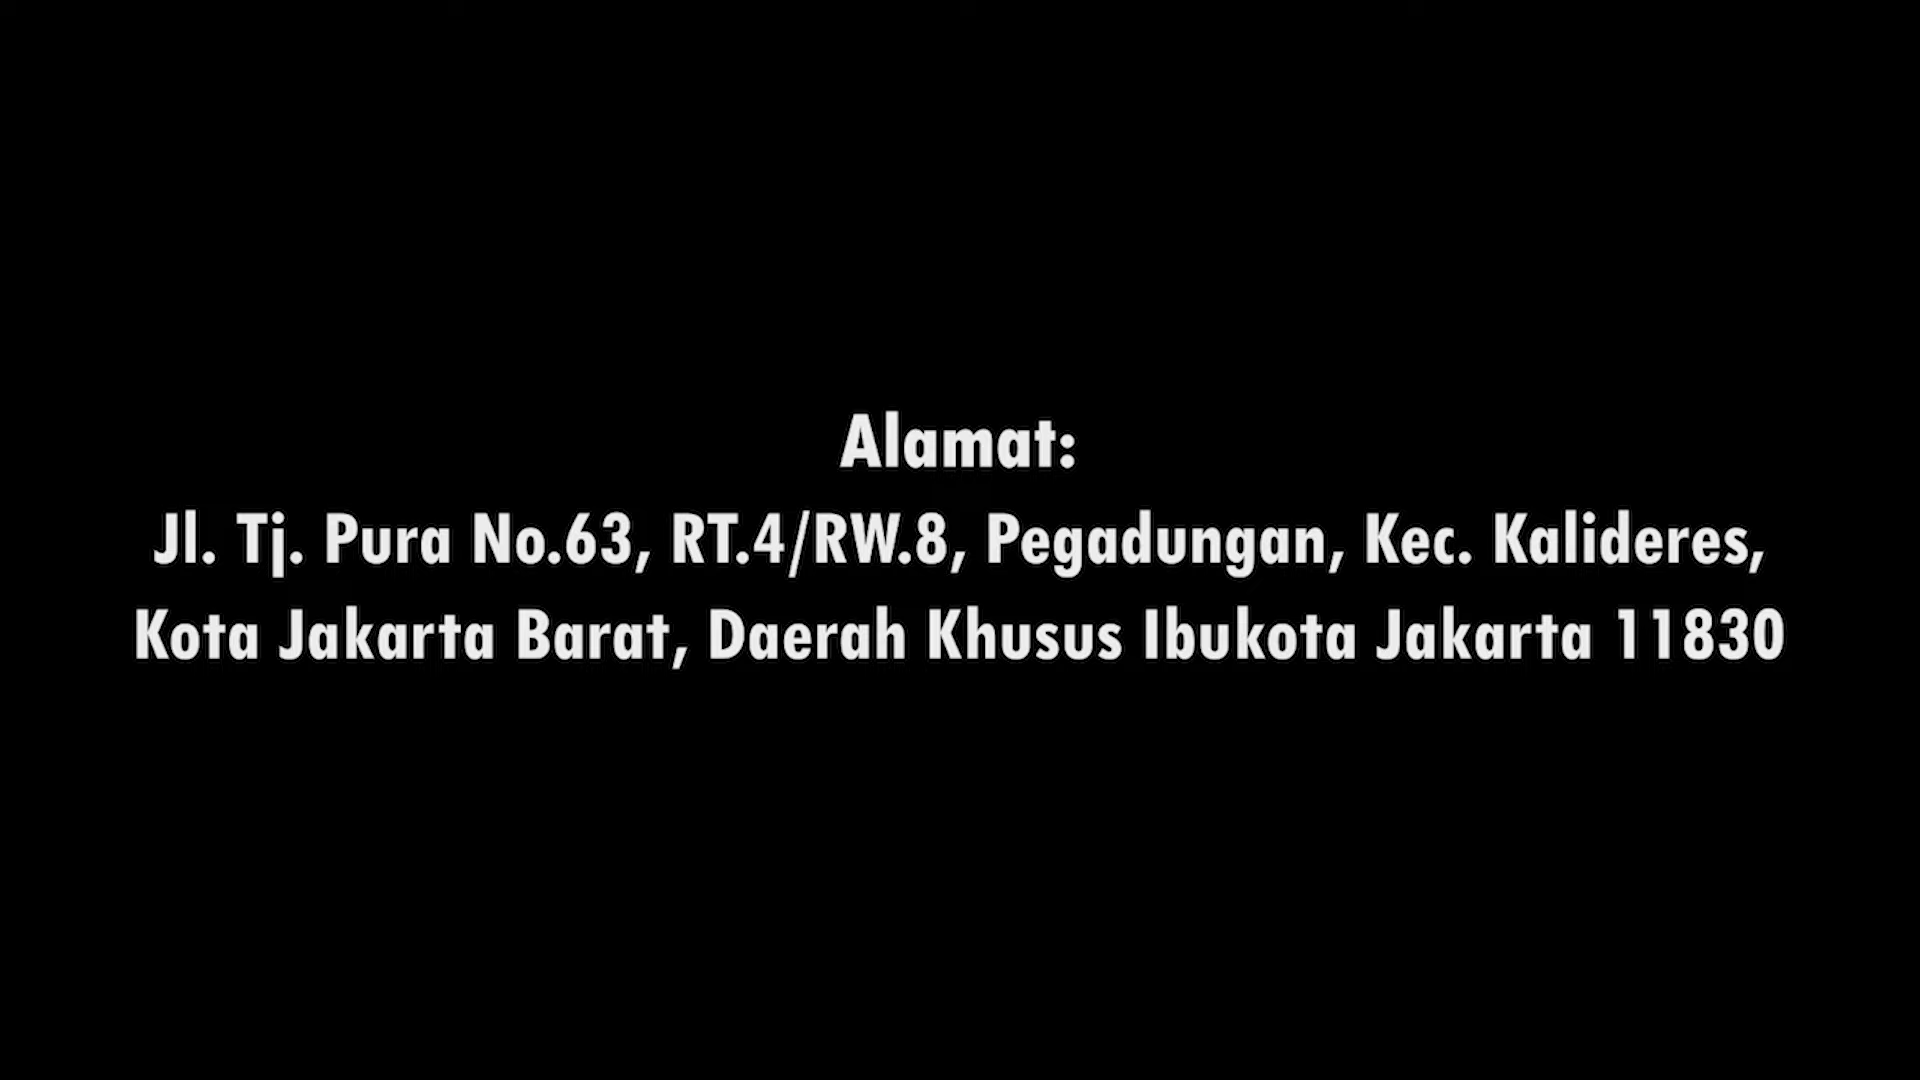 Alamat:
Jl. Tj. Pura No.63, RT.4/RW.8, Pegadungan, Kec. Kalideres,
Kota Jakarta Barat, Daerah Khusus Ibukota Jakarta 11830